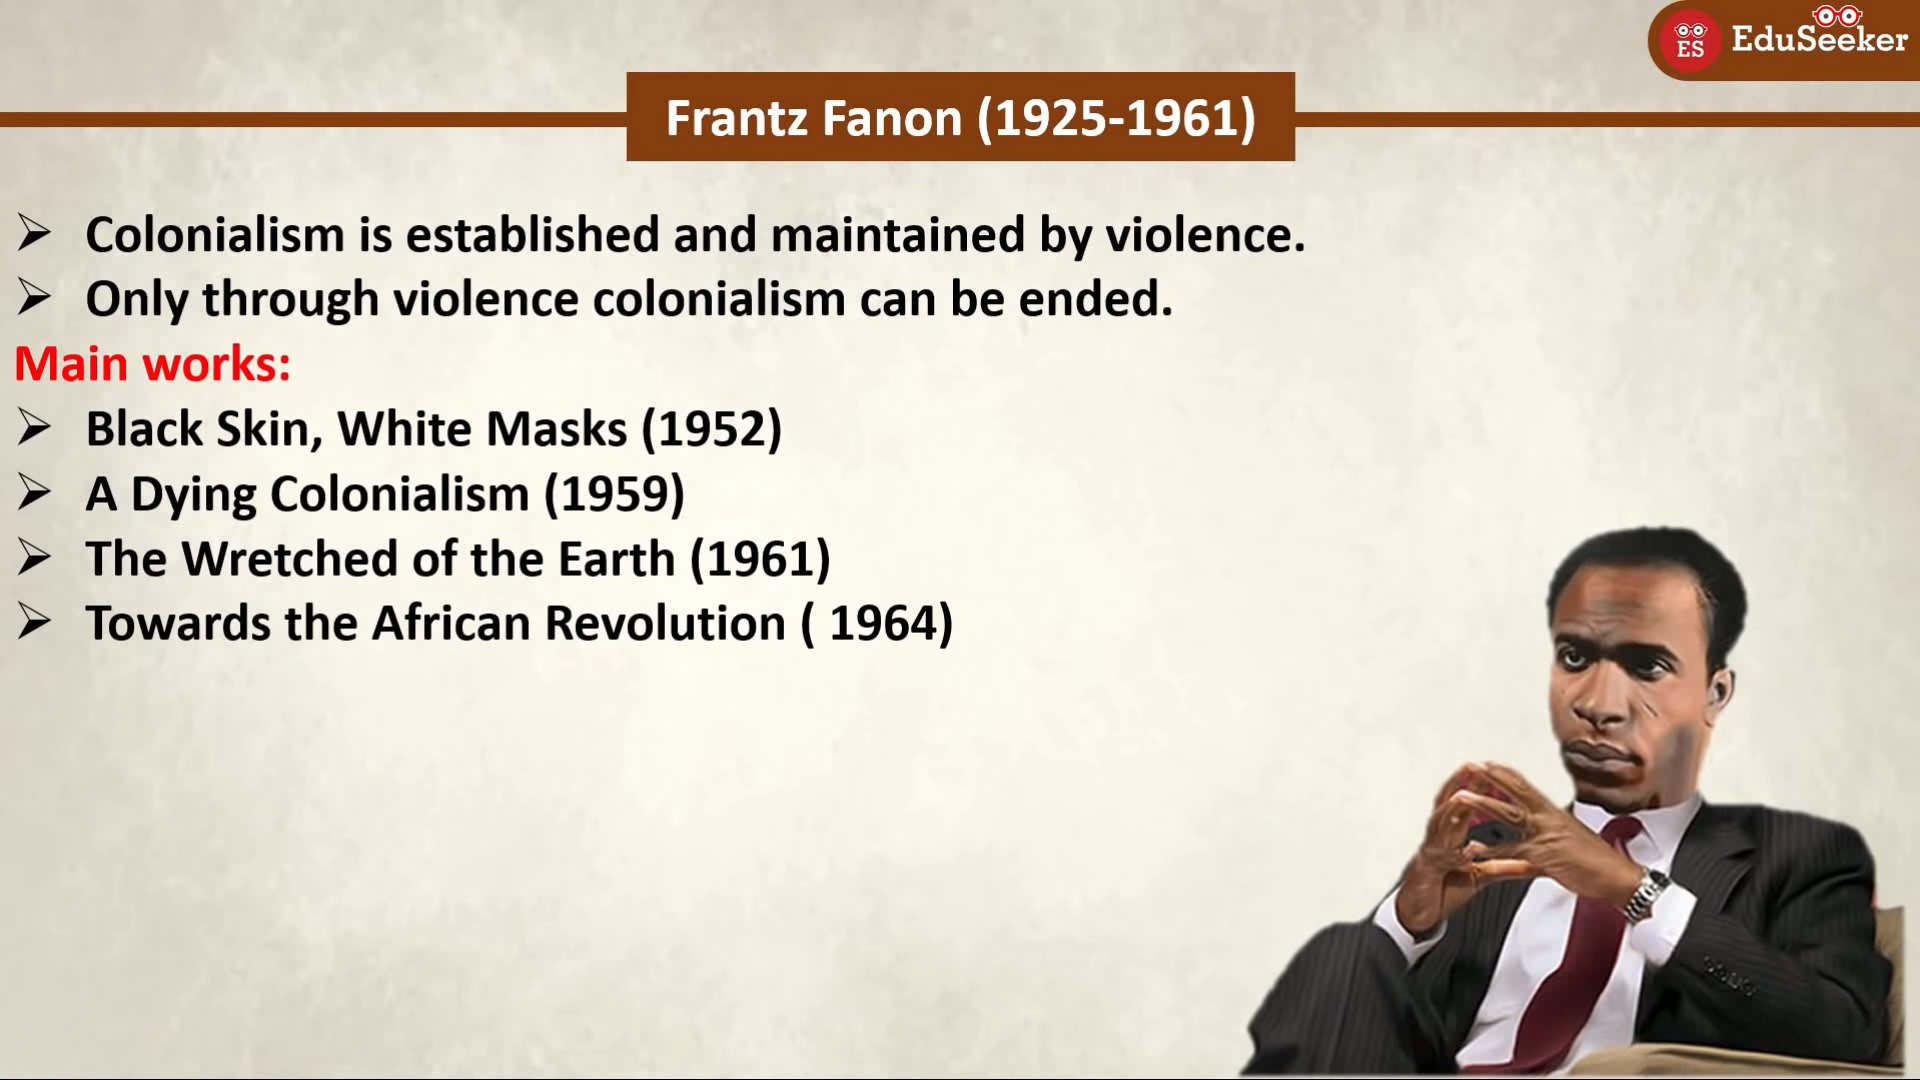 ES EduSeeker
Frantz Fanon (1925-1961)
➢ Colonialism is established and maintained by violence.
➢ Only through violence colonialism can be ended.
Main works:
➢ Black Skin, White Masks (1952)
➢ A Dying Colonialism (1959)
➢ The Wretched of the Earth (1961)
➢ Towards the African Revolution ( 1964)